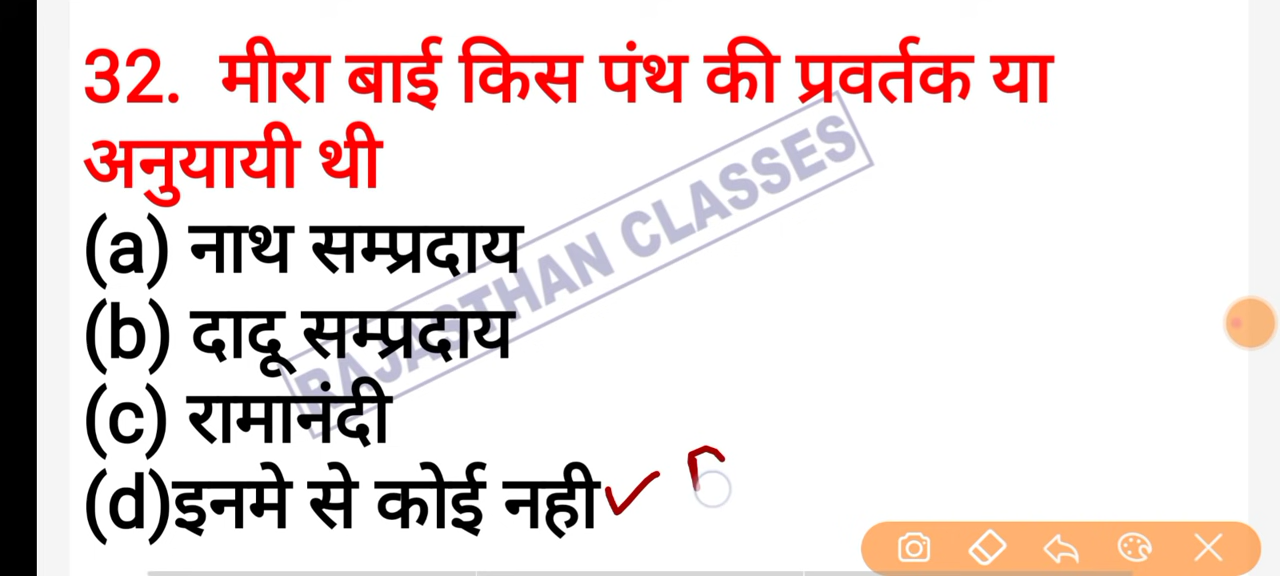 32. मीरा बाई किस पंथ की प्रवर्तक या
अनुयायी थी
(a) नाथ सम्प्रदाय
(b) दादू सम्प्रदाय
(c) रामानंदी
(d)इनमे से कोई नही
RAJASTHAN CLASSES